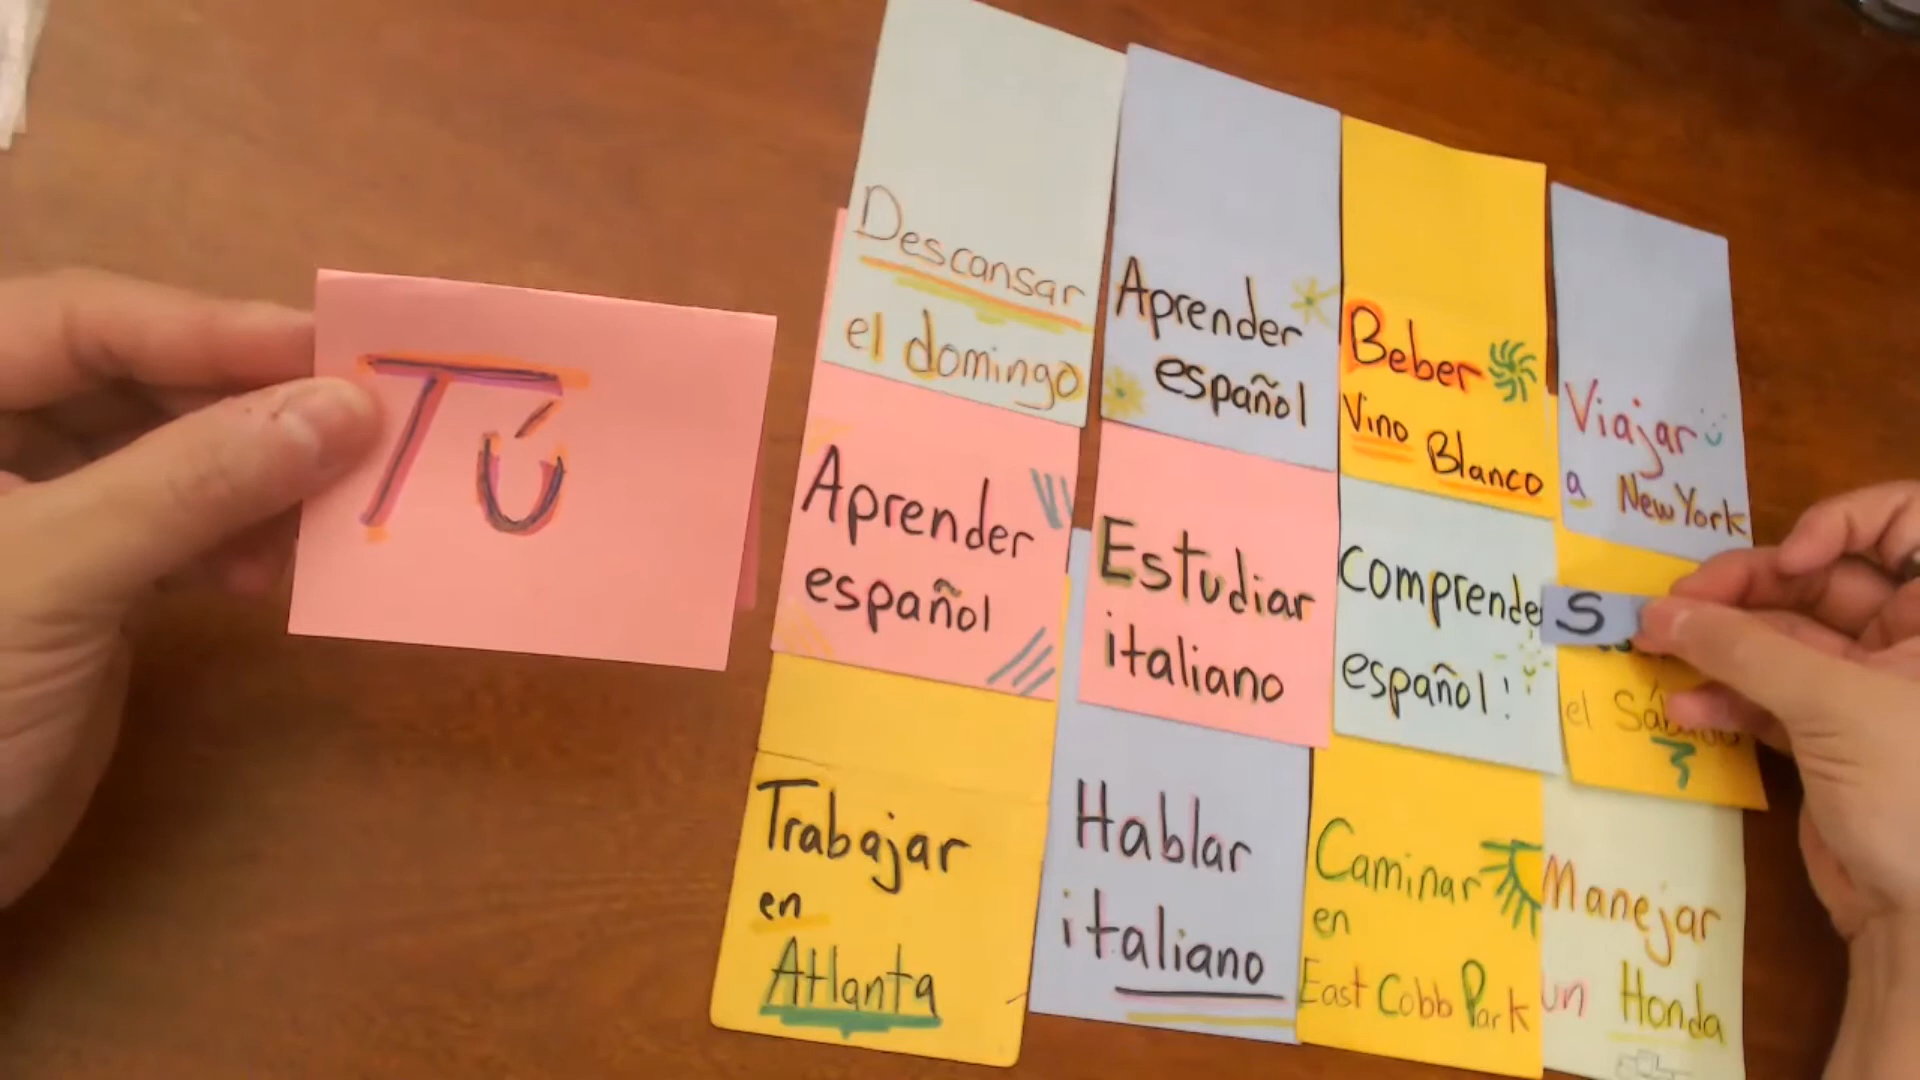 Tú
Descansar
el domingo
Aprender
español
Beber
Vino Blanco
Viajar
a New York
Aprender
español
Estudiar
italiano
Comprende
español!
S
el
Trabajar
en
Atlanta
Hablar
italiano
Caminar
en
East Cobb Park
Manejar
un Honda